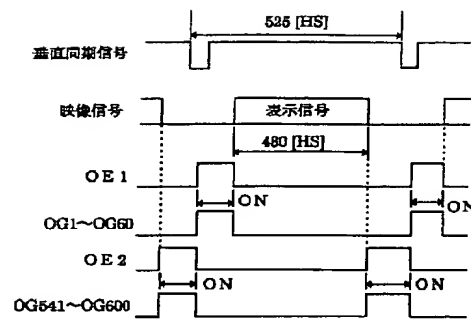 525 [HS]
垂直同期信号
映像信号
表示信号
480 [HS]
OE1
ON
ON
OG1～OG60
OE2
ON
ON
OG541～OG600